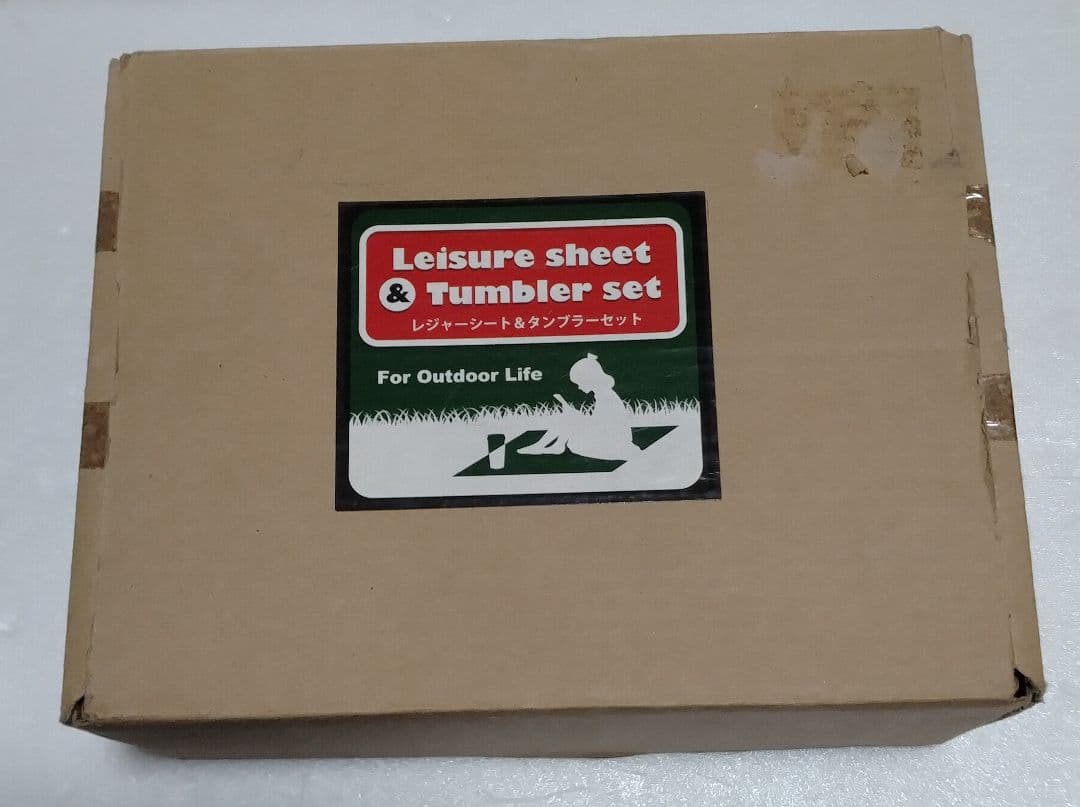 Leisure sheet
& Tumbler set
レジャーシート&タンブラーセット
For Outdoor Life